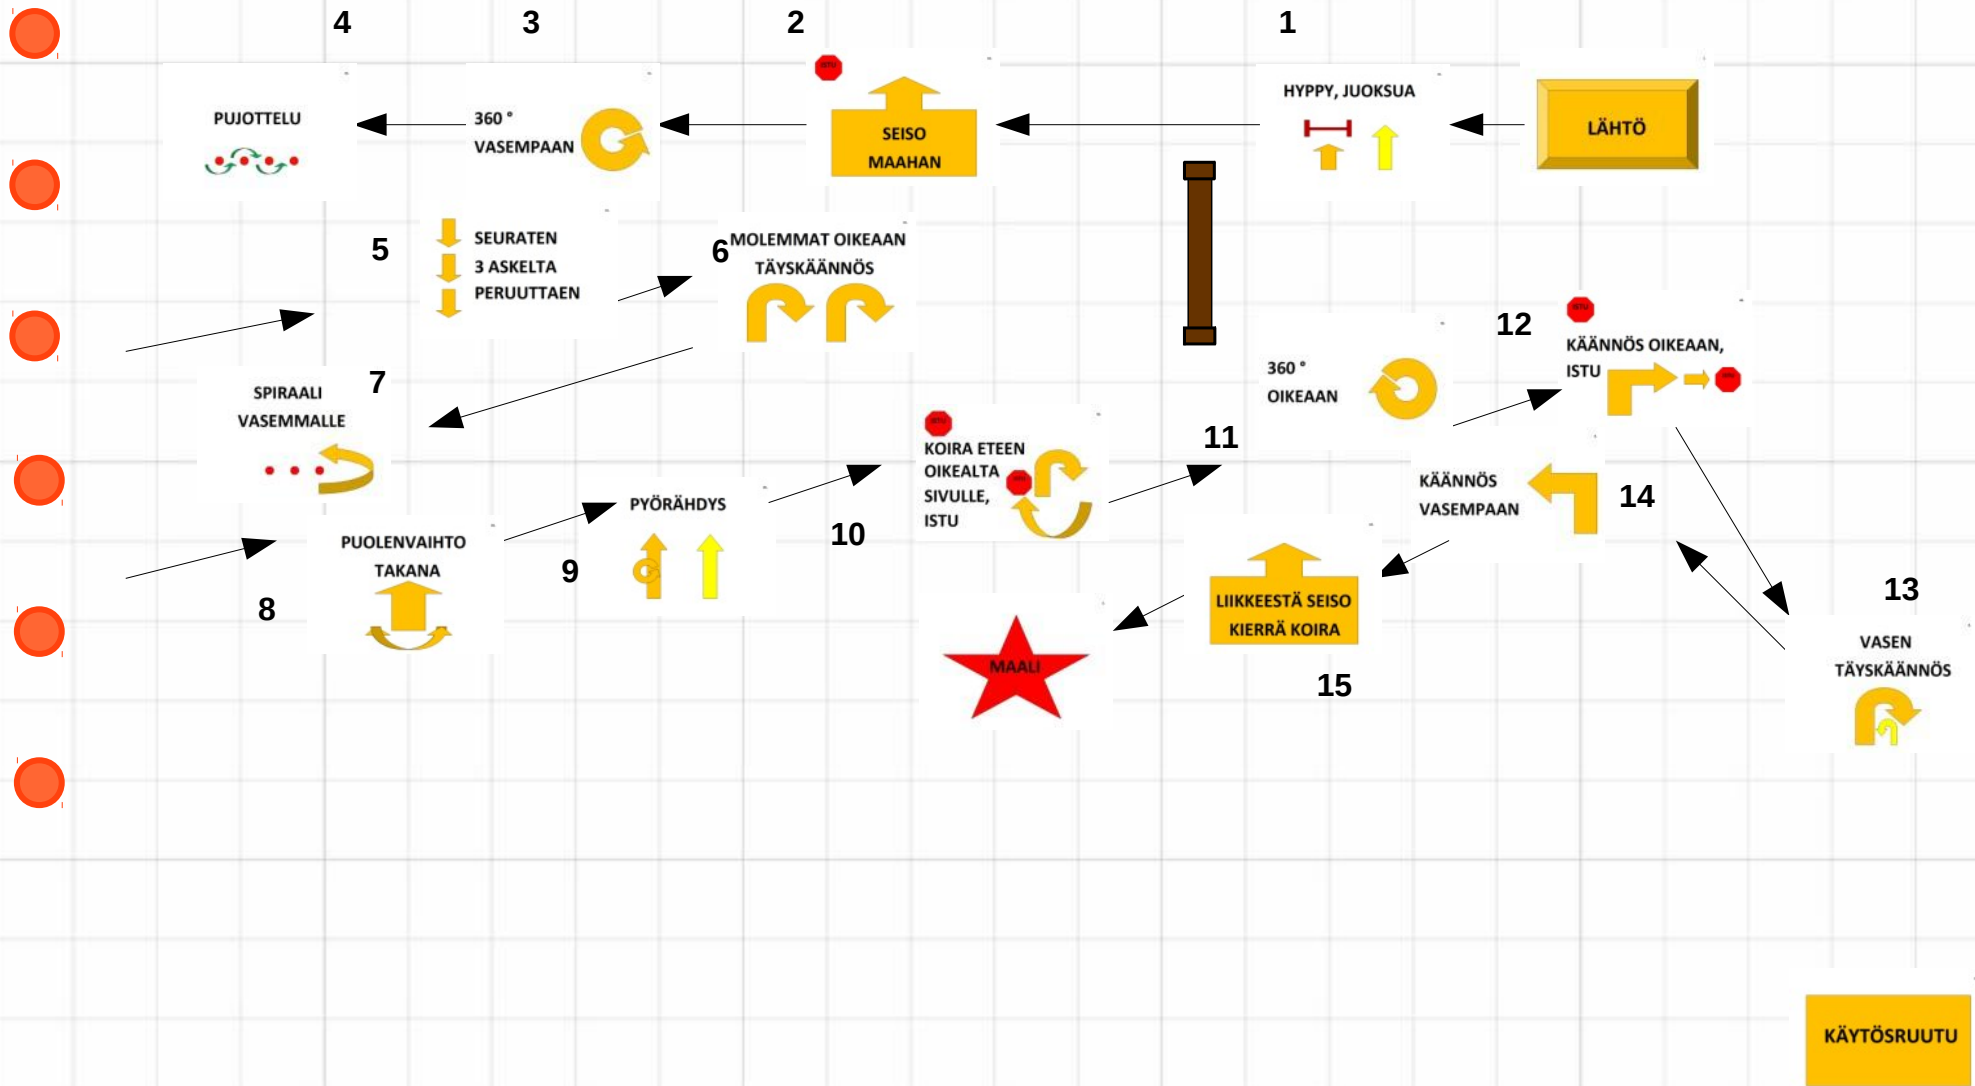 4
3
2
1
PUJOTTELU
360 °
VASEMPAAN
ISTU
SEISO
MAAHAN
HYPPY, JUOKSUA
LÄHTÖ
5
SEURATEN
3 ASKELTA
PERUUTTAEN
6
MOLEMMAT OIKEAAN
TÄYSKÄÄNNÖS
7
SPIRAALI
VASEMMALLE
8
PUOLENVAIHTO
TAKANA
9
PYÖRÄHDYS
10
KOIRA ETEEN
OIKEALTA
SIVULLE,
ISTU
11
360 °
OIKEAAN
12
ISTU
KÄÄNNÖS OIKEAAN,
ISTU
13
VASEN
TÄYSKÄÄNNÖS
14
KÄÄNNÖS
VASEMPAAN
15
LIIKKEESTÄ SEISO
KIERRÄ KOIRA
MAALI
KÄYTÖSRUUTU